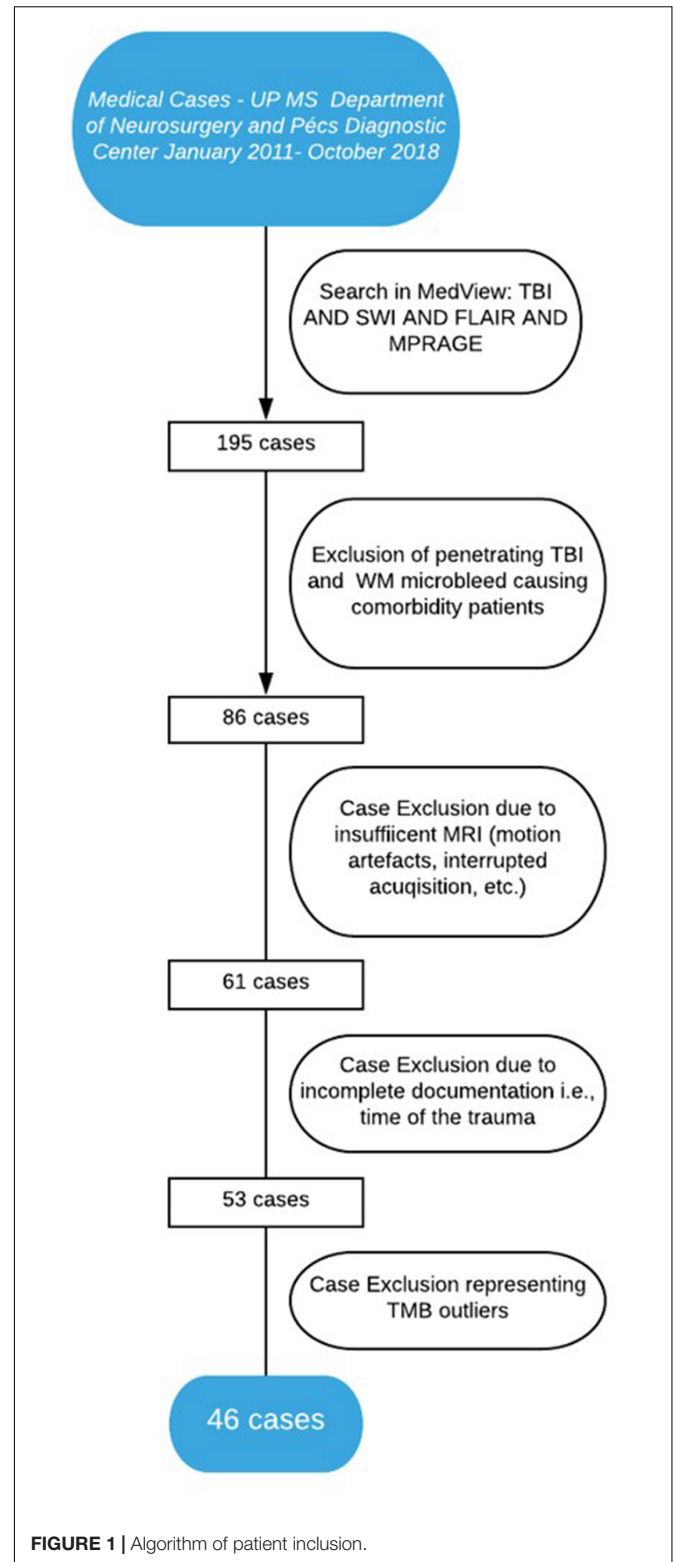 Medical Cases - UP MS Department
of Neurosurgery and Pécs Diagnostic
Center January 2011- October 2018
Search in MedView: TBI
AND SWI AND FLAIR AND
MPRAGE
195 cases
Exclusion of penetrating TBI
and WM microbleed causing
comorbidity patients
86 cases
Case Exclusion due to
insuffiicent MRI (motion
artefacts, interrupted
acuqisition, etc.)
61 cases
Case Exclusion due to
incomplete documentation i.e.,
time of the trauma
53 cases
Case Exclusion representing
TMB outliers
46 cases
FIGURE 1 | Algorithm of patient inclusion.